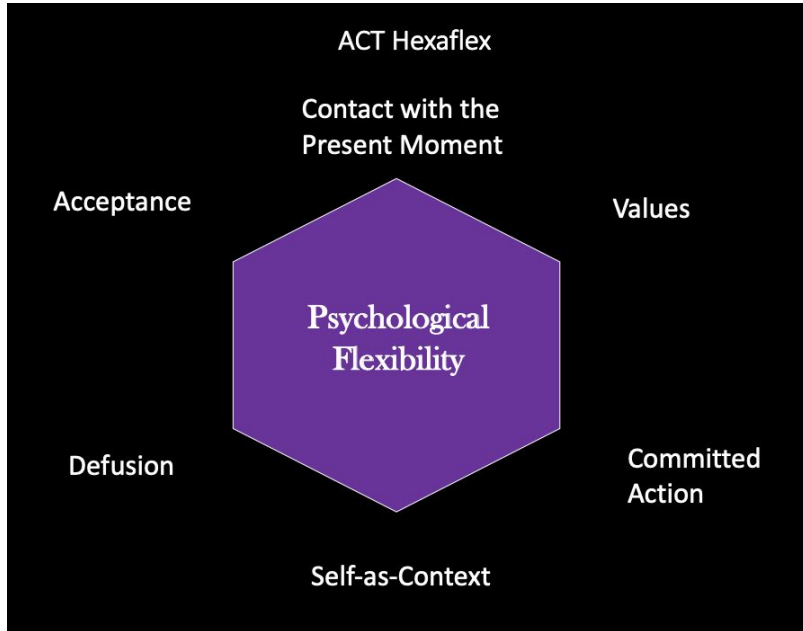 ACT Hexaflex
Contact with the
Present Moment
Acceptance
Values
Psychological
Flexibility
Defusion
Committed
Action
Self-as-Context